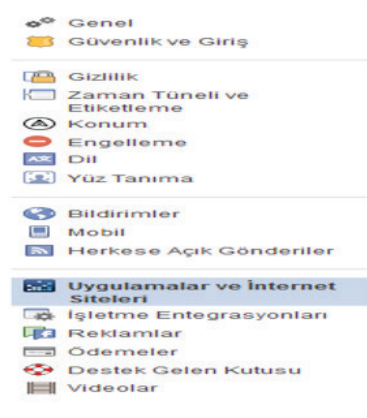 Genel
Güvenlik ve Giriş
Gizlilik
Zaman Tüneli ve
Etiketleme
Konum
Engelleme
Dil
Yüz Tanıma
Bildirimler
Mobil
Herkese Açık Gönderiler
Uygulamalar ve İnternet
Siteleri
İşletme Entegrasyonları
Reklamlar
Ödemeler
Destek Gelen Kutusu
Videolar